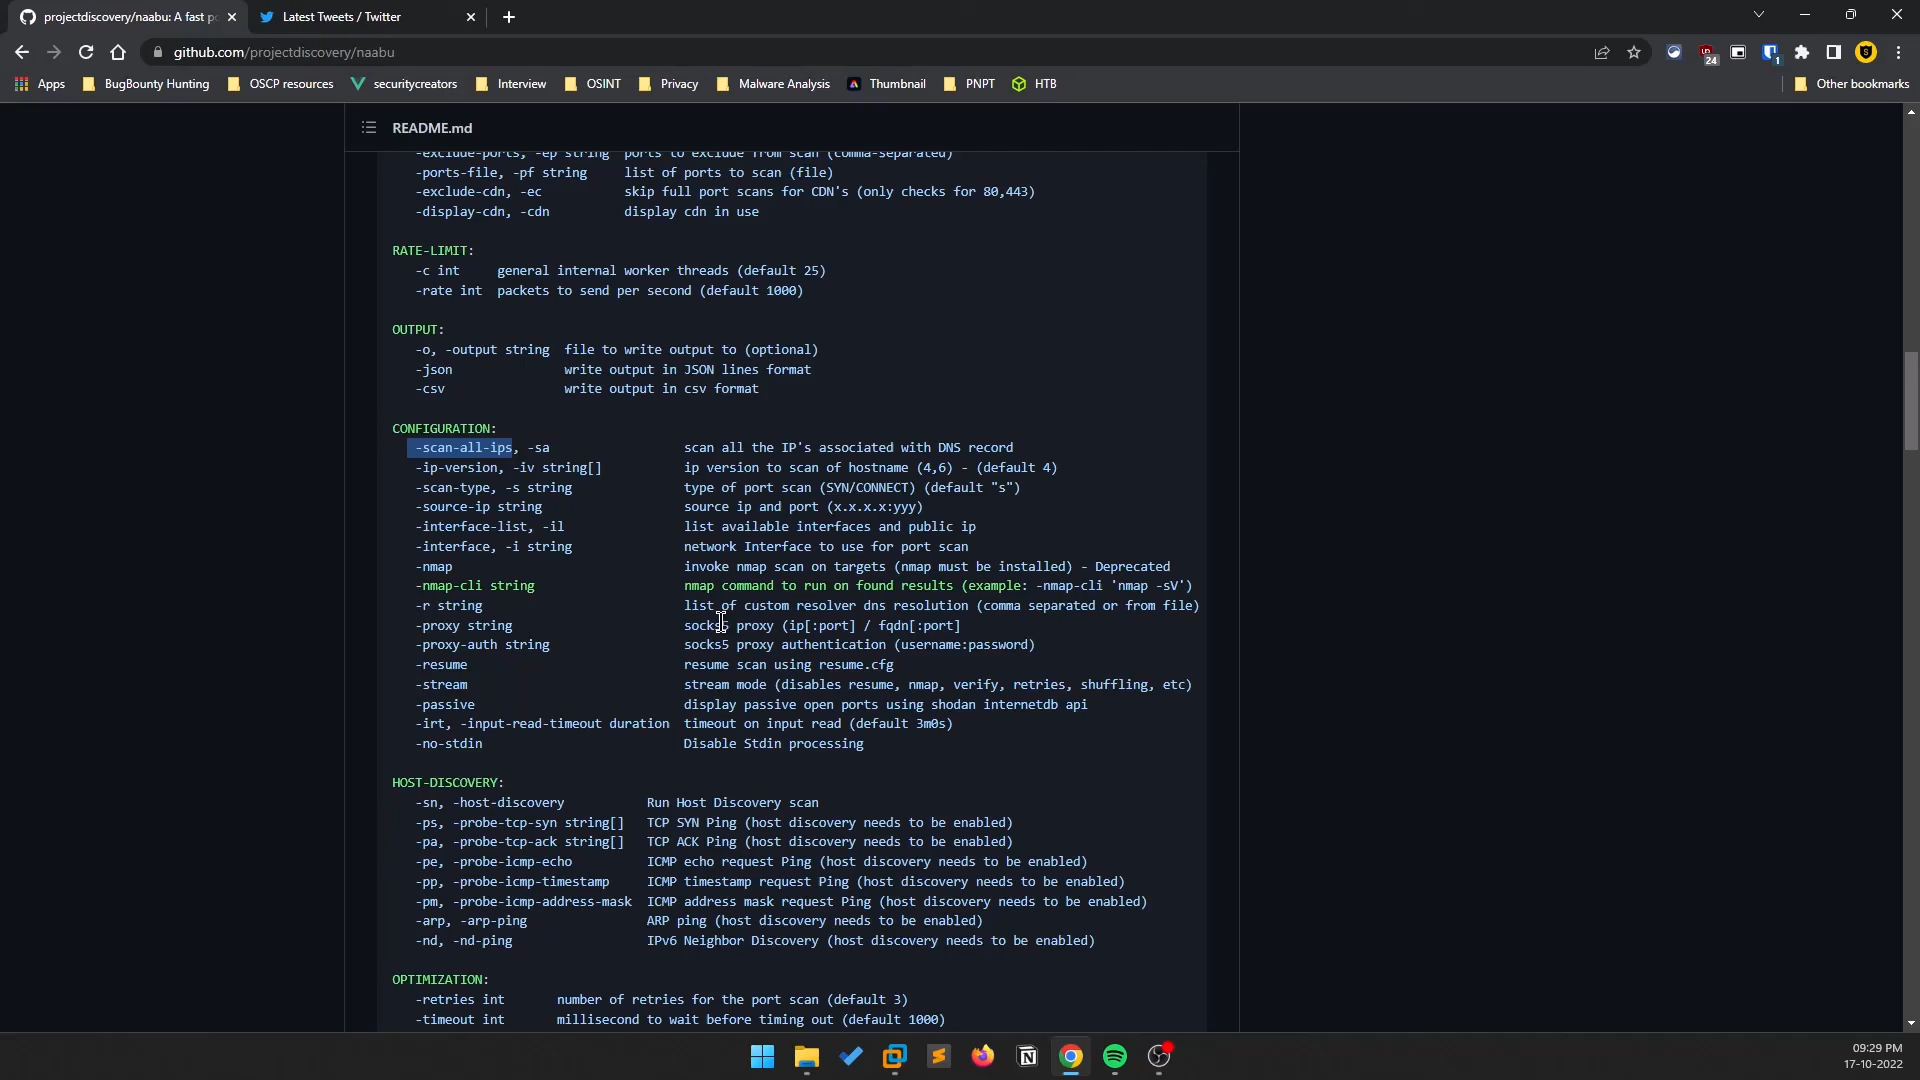 projectdiscovery/naabu: A fast po
Latest Tweets / Twitter
github.com/projectdiscovery/naabu
24
1
Apps
BugBounty Hunting
OSCP resources
securitycreators
Interview
OSINT
Privacy
Malware Analysis
Thumbnail
PNPT
HTB
Other bookmarks
README.md
-exclude-ports, -ep string  ports to exclude from scan (comma-separated)
-ports-file, -pf string     list of ports to scan (file)
-exclude-cdn, -ec           skip full port scans for CDN's (only checks for 80,443)
-display-cdn, -cdn          display cdn in use
RATE-LIMIT:
-c int     general internal worker threads (default 25)
-rate int  packets to send per second (default 1000)
OUTPUT:
-o, -output string  file to write output to (optional)
-json               write output in JSON lines format
-csv                write output in csv format
CONFIGURATION:
-scan-all-ips, -sa                  scan all the IP's associated with DNS record
-ip-version, -iv string[]           ip version to scan of hostname (4,6) - (default 4)
-scan-type, -s string               type of port scan (SYN/CONNECT) (default "s")
-source-ip string                   source ip and port (x.x.x.x:yyy)
-interface-list, -il                list available interfaces and public ip
-interface, -i string               network Interface to use for port scan
-nmap                               invoke nmap scan on targets (nmap must be installed) - Deprecated
-nmap-cli string                    nmap command to run on found results (example: -nmap-cli 'nmap -sV')
-r string                           list of custom resolver dns resolution (comma separated or from file)
-proxy string                       socks5 proxy (ip[:port] / fqdn[:port]
-proxy-auth string                  socks5 proxy authentication (username:password)
-resume                             resume scan using resume.cfg
-stream                             stream mode (disables resume, nmap, verify, retries, shuffling, etc)
-passive                            display passive open ports using shodan internetdb api
-irt, -input-read-timeout duration  timeout on input read (default 3m0s)
-no-stdin                           Disable Stdin processing
HOST-DISCOVERY:
-sn, -host-discovery            Run Host Discovery scan
-ps, -probe-tcp-syn string[]    TCP SYN Ping (host discovery needs to be enabled)
-pa, -probe-tcp-ack string[]    TCP ACK Ping (host discovery needs to be enabled)
-pe, -probe-icmp-echo           ICMP echo request Ping (host discovery needs to be enabled)
-pp, -probe-icmp-timestamp      ICMP timestamp request Ping (host discovery needs to be enabled)
-pm, -probe-icmp-address-mask   ICMP address mask request Ping (host discovery needs to be enabled)
-arp, -arp-ping                 ARP ping (host discovery needs to be enabled)
-nd, -nd-ping                   IPv6 Neighbor Discovery (host discovery needs to be enabled)
OPTIMIZATION:
-retries int       number of retries for the port scan (default 3)
-timeout int       millisecond to wait before timing out (default 1000)
09:29 PM
17-10-2022